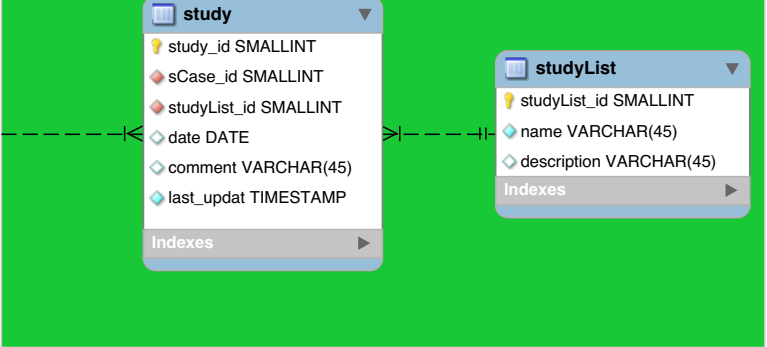 study
study_id SMALLINT
sCase_id SMALLINT
studyList_id SMALLINT
date DATE
comment VARCHAR(45)
last_updat TIMESTAMP
Indexes
studyList
studyList_id SMALLINT
name VARCHAR(45)
description VARCHAR(45)
Indexes